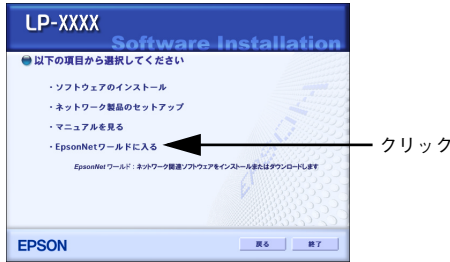 LP-XXXX
Software Installation
以下の項目から選択してください
・ソフトウェアのインストール
・ネットワーク製品のセットアップ
・マニュアルを見る
・EpsonNetワールドに入る
クリック
EpsonNet ワールド：ネットワーク関連ソフトウェアをインストールまたはダウンロードします
EPSON
EPSON
戻る
終了